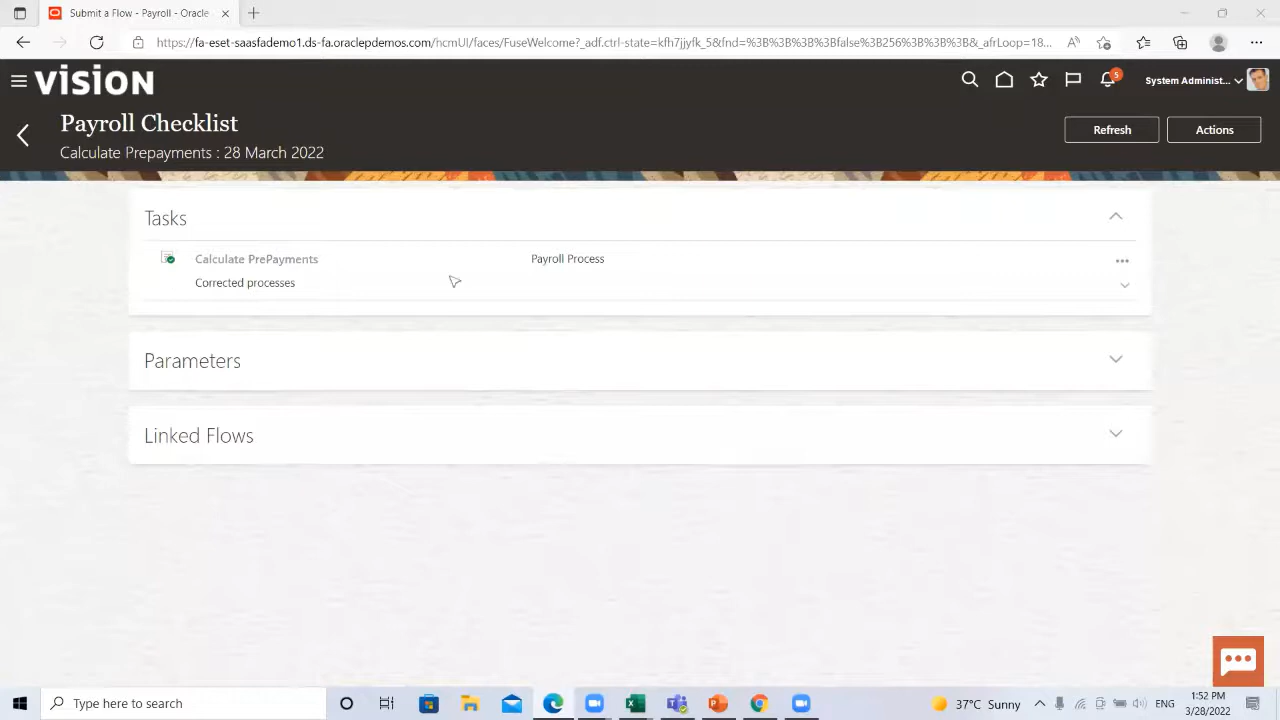 Submit a Flow - Payroll - Oracle
https://fa-eset-saasfademo1.ds-fa.oraclepdemos.com/hcmUI/faces/FuseWelcome?_adf.ctrl-state=kfh7jjyfk_5&fnd=%3B%3B%3B%3Bfalse%3B256%3B%3B%3B&_afrLoop=18...
vision
System Administ...
5
Payroll Checklist
Calculate Prepayments : 28 March 2022
Refresh
Actions
Tasks
Calculate PrePayments
Payroll Process
Corrected processes
Parameters
Linked Flows
Type here to search
37°C Sunny
ENG
1:52 PM
3/28/2022